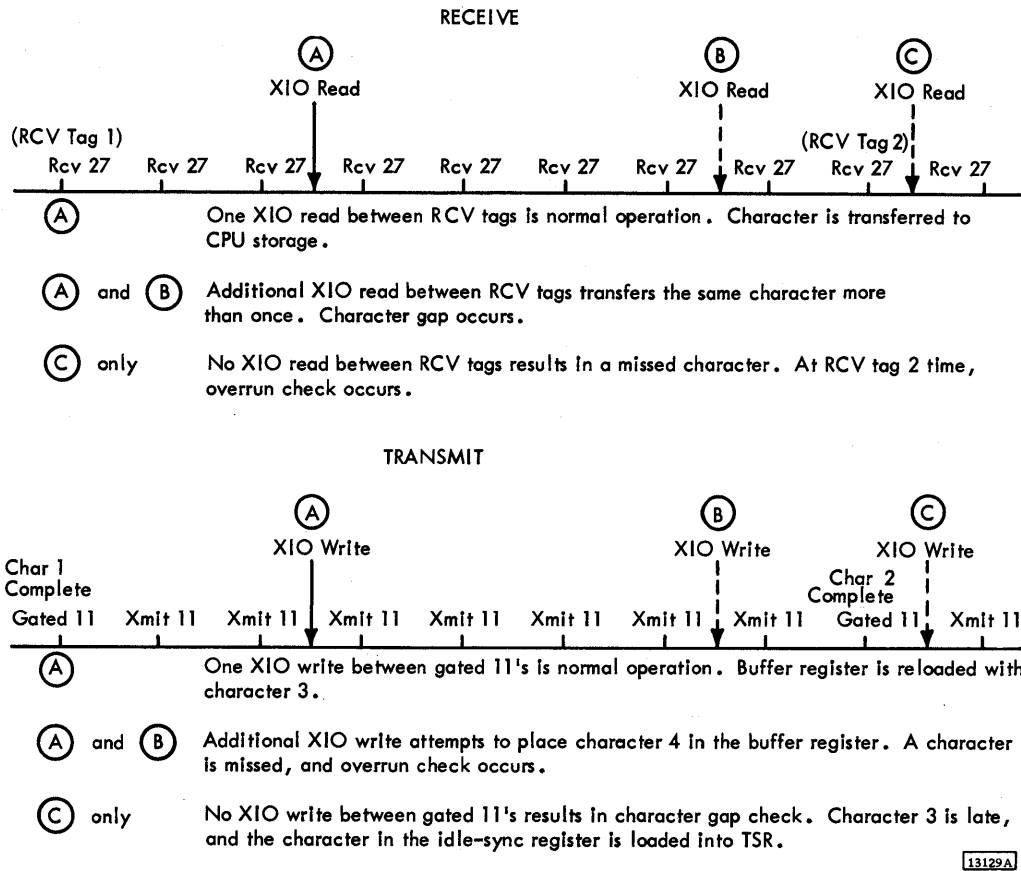 RECEIVE
A B C
XIO Read XIO Read XIO Read
(RCV Tag 1) (RCV Tag 2)
Rcv 27 Rcv 27 Rcv 27 Rcv 27 Rcv 27 Rcv 27 Rcv 27 Rcv 27 Rcv 27 Rcv 27
A One XIO read between RCV tags is normal operation. Character is transferred to
CPU storage.
A and B Additional XIO read between RCV tags transfers the same character more
than once. Character gap occurs.
C only No XIO read between RCV tags results in a missed character. At RCV tag 2 time,
overrun check occurs.
TRANSMIT
A B C
XIO Write XIO Write XIO Write
Char 1 Char 2
Complete Complete
Gated 11 Xmit 11 Xmit 11 Xmit 11 Xmit 11 Xmit 11 Xmit 11 Xmit 11 Gated 11 Xmit 11
A One XIO write between gated 11's is normal operation. Buffer register is reloaded with
character 3.
A and B Additional XIO write attempts to place character 4 in the buffer register. A character
is missed, and overrun check occurs.
C only No XIO write between gated 11's results in character gap check. Character 3 is late,
and the character in the idle-sync register is loaded into TSR.
13129A